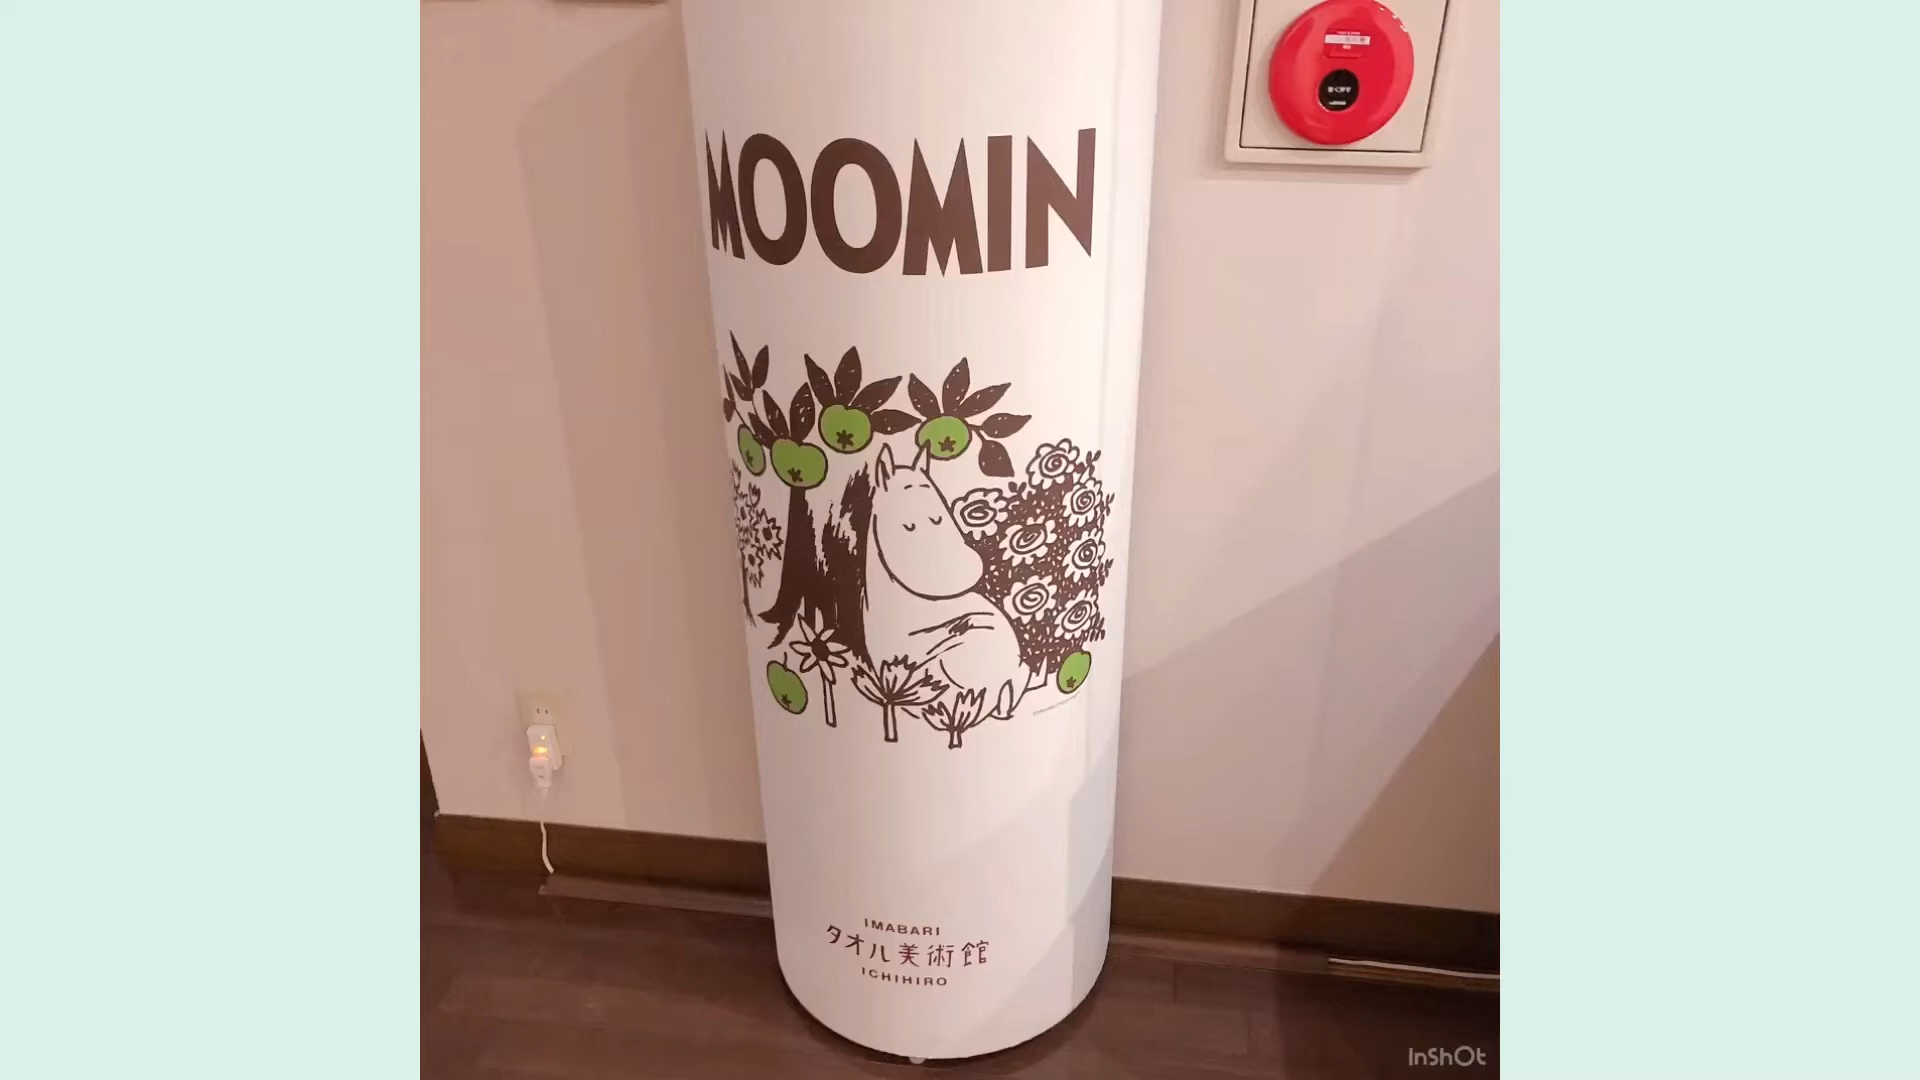 MOOMIN
IMABARI
タオル美術館
ICHIHIRO
InShOt